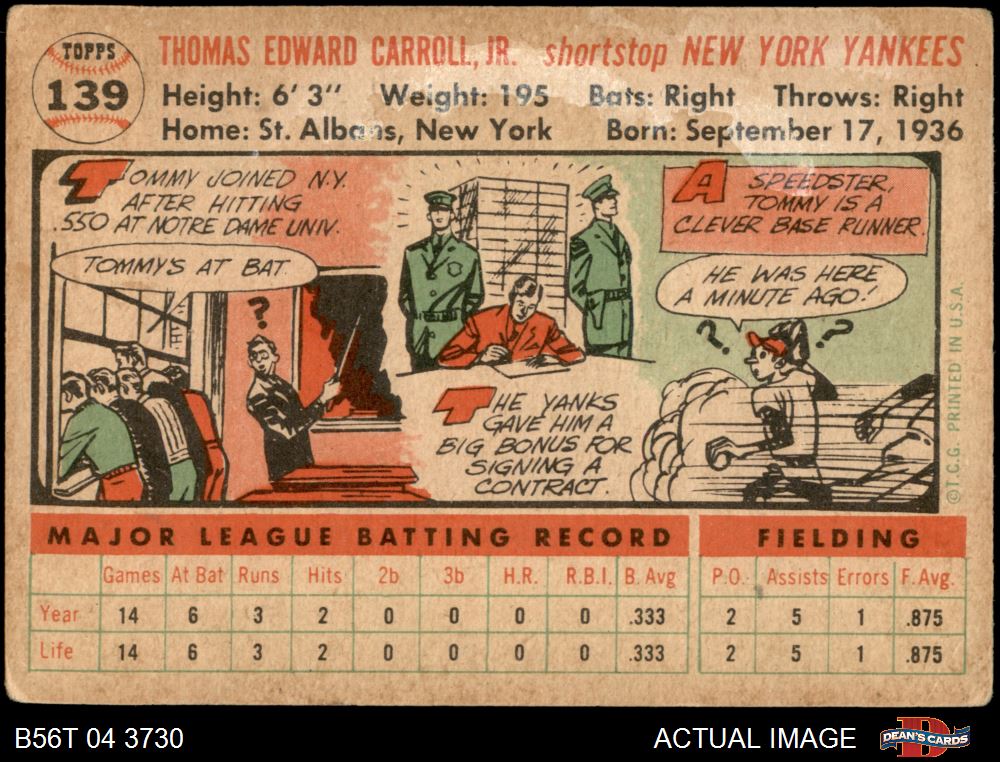 TOPPS
139
THOMAS EDWARD CARROLL, JR. shortstop NEW YORK YANKEES
Height: 6' 3" Weight: 195 Bats: Right Throws: Right
Home: St. Albans, New York Born: September 17, 1936
TOMMY JOINED N.Y.
AFTER HITTING
.550 AT NOTRE DAME UNIV.
TOMMY'S AT BAT.
?
THE YANKS
GAVE HIM A
BIG BONUS FOR
SIGNING A
CONTRACT.
A SPEEDSTER,
TOMMY IS A
CLEVER BASE RUNNER.
HE WAS HERE
A MINUTE AGO!
? ?
©T.C.G. PRINTED IN U.S.A.
MAJOR LEAGUE BATTING RECORD FIELDING
Games At Bat Runs Hits 2b 3b H.R. R.B.I. B. Avg P.O. Assists Errors F. Avg.
Year 14 6 3 2 0 0 0 0 .333 2 5 1 .875
Life 14 6 3 2 0 0 0 0 .333 2 5 1 .875
B56T 04 3730 ACTUAL IMAGE D DEAN'S CARDS